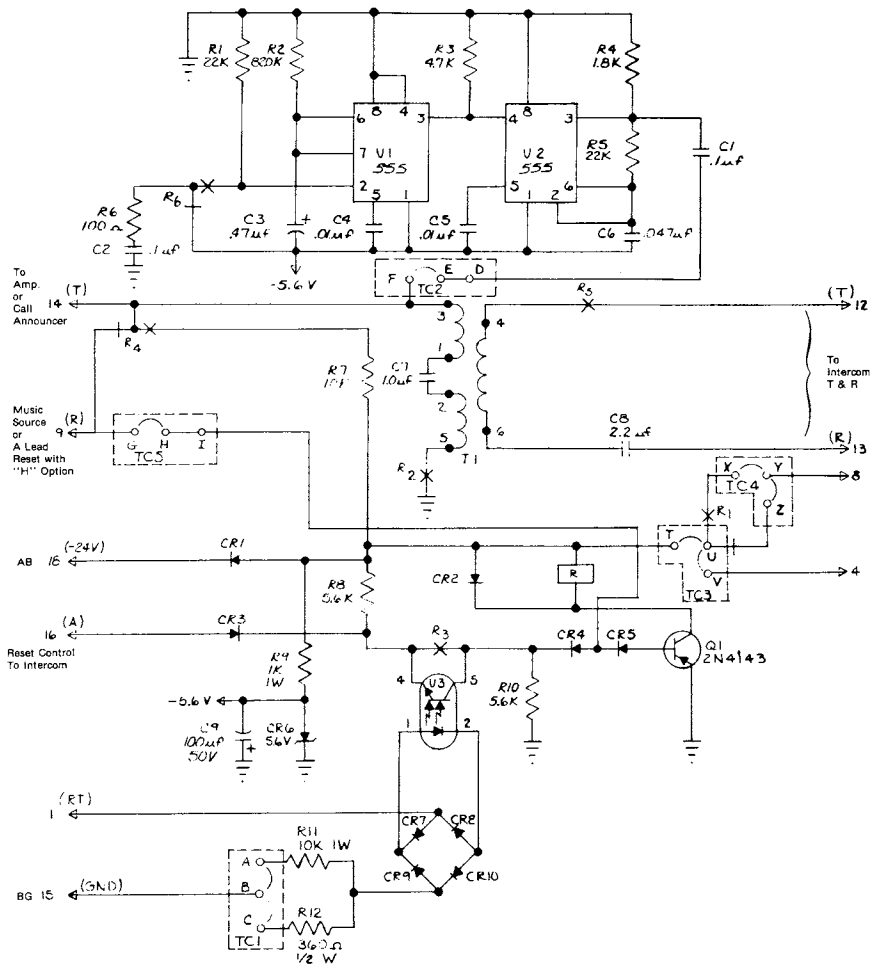 R1
22K
R2
820K
R3
4.7K
R4
1.8K
8
4
6
3
7
U1
555
2
5
1
8
4
3
U2
555
5
6
1
2
R5
22K
C1
.1uf
R6
R6
100Ω
C2
.1uf
C3
.47uf
+
C4
.01uf
C5
.01uf
C6
.047uf
-5.6V
F
E
D
TC2
To
Amp.
or
Call
Announcer
14
(T)
R4
R7
3
1
C7
1.0uf
2
5
R2
T1
4
6
R5
(T)
12
To
Intercom
T & R
C8
2.2uf
(R)
13
Music
Source
or
A Lead
Reset with
"H" Option
9
(R)
G
H
I
TC5
X
Y
TC4
Z
8
R1
T
U
V
TC3
4
AB 18
(-24V)
CR1
R8
5.6K
CR2
R
16
(A)
Reset Control
To Intercom
CR3
R9
1K
1W
R3
4
U3
5
1
2
CR4
CR5
R10
5.6K
Q1
2N4143
-5.6V
C9
100uf
50V
+
CR6
5.6V
1
(RT)
CR7
CR8
CR9
CR10
R11
10K 1W
BG 15
(GND)
A
B
C
TC1
R12
360Ω
1/2 W